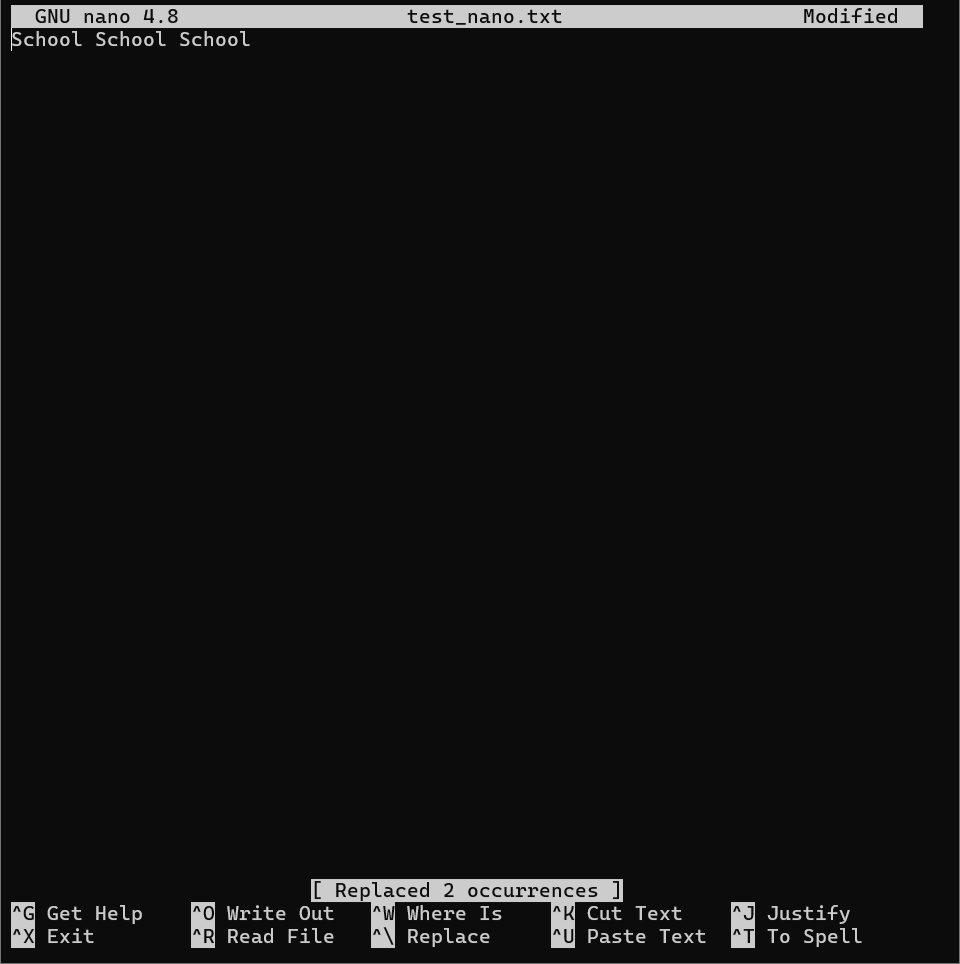 GNU nano 4.8 test_nano.txt Modified
School School School
[ Replaced 2 occurrences ]
^G Get Help ^O Write Out ^W Where Is ^K Cut Text ^J Justify
^X Exit ^R Read File ^\ Replace ^U Paste Text ^T To Spell